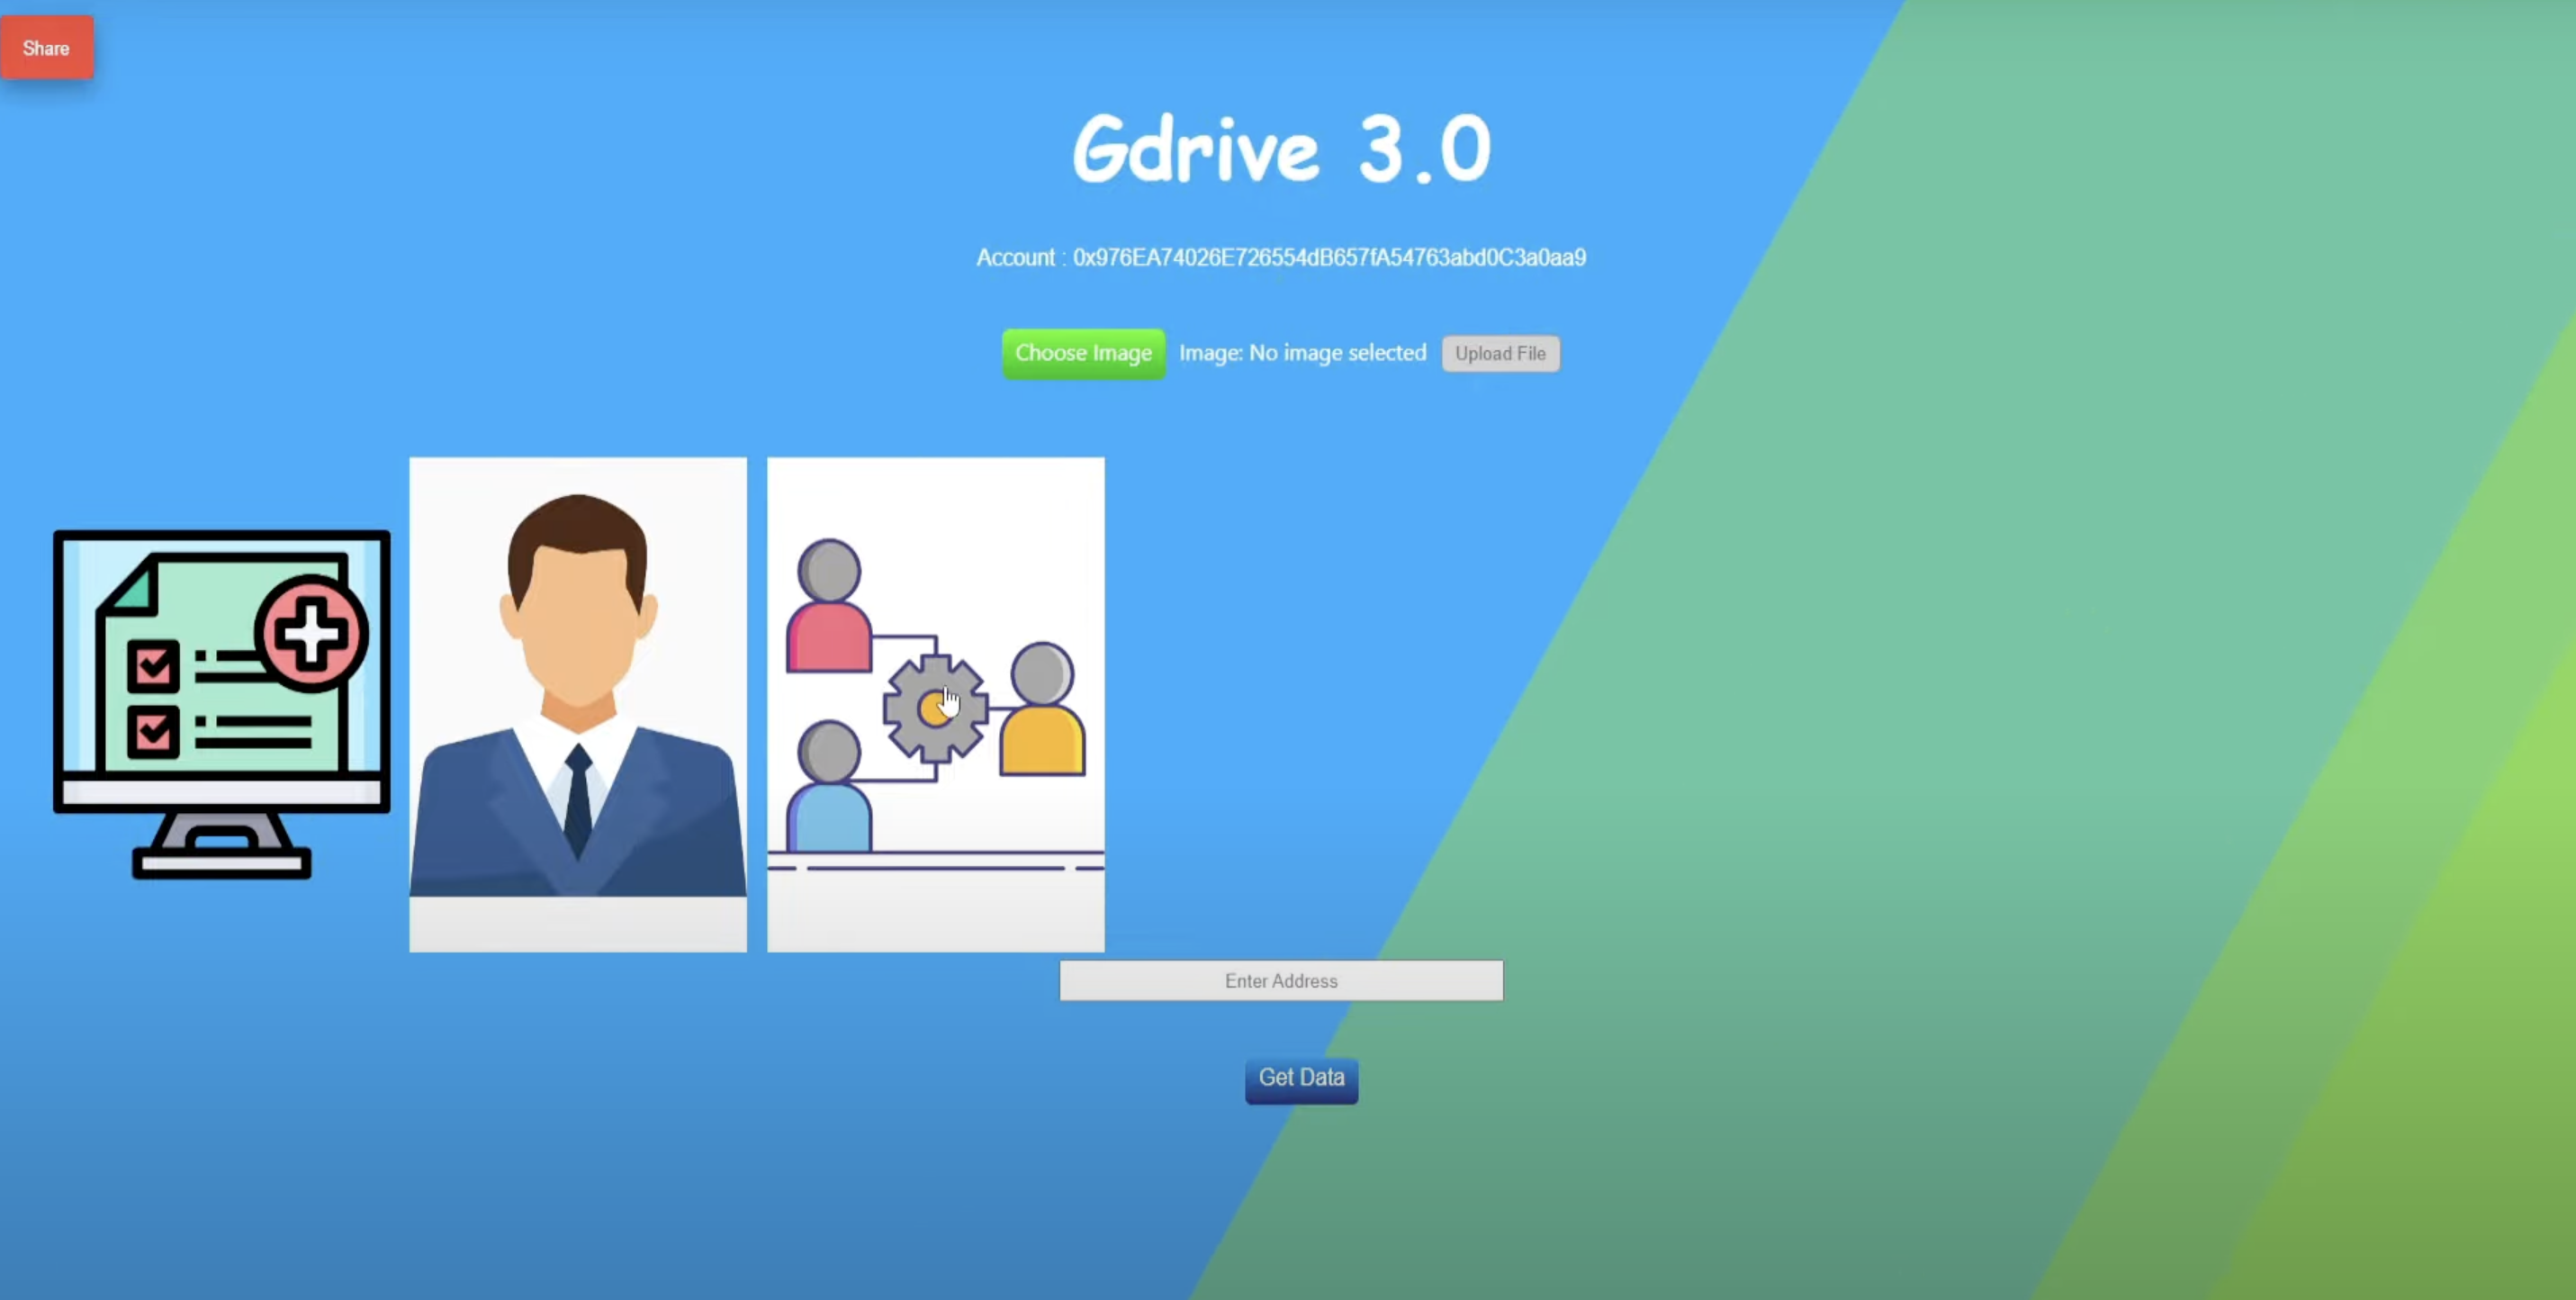 Share
Gdrive 3.0
Account : 0x976EA74026E726554dB657fA54763abd0C3a0aa9
Choose Image Image: No image selected Upload File
Enter Address
Get Data